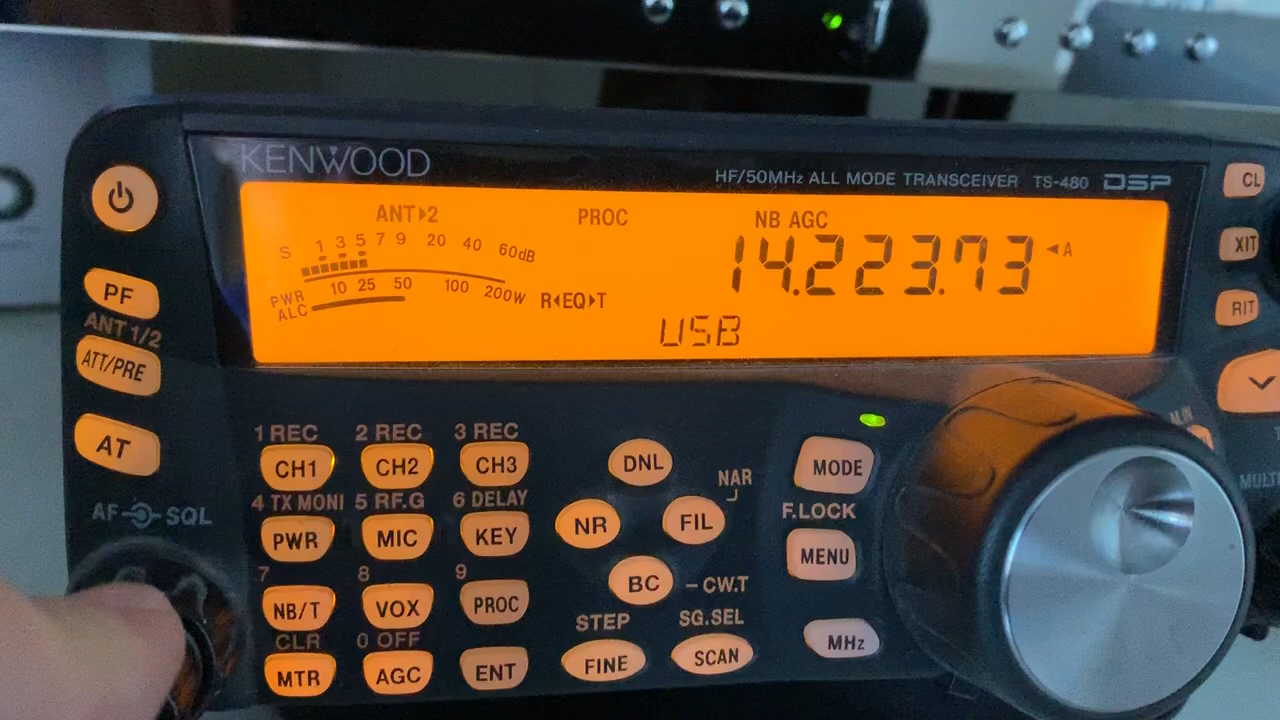 KENWOOD
HF/50MHz ALL MODE TRANSCEIVER TS-480 DSP
ANT▸2 PROC NB AGC
S 1 3 5 7 9 20 40 60dB
14.223.73 ◂A
PWR 10 25 50 100 200W
ALC
R◂EQ▸T
USB
PF
ANT 1/2
ATT/PRE
AT
AF SQL
1 REC 2 REC 3 REC
CH1 CH2 CH3
4 TX MONI 5 RF.G 6 DELAY
PWR MIC KEY
7 8 9
NB/T VOX PROC
CLR 0 OFF
MTR AGC ENT
DNL
NAR
NR FIL
BC – CW.T
STEP SG.SEL
FINE SCAN
MODE
F.LOCK
MENU
MHz
CL
XIT
RIT
M.IN
MULTI